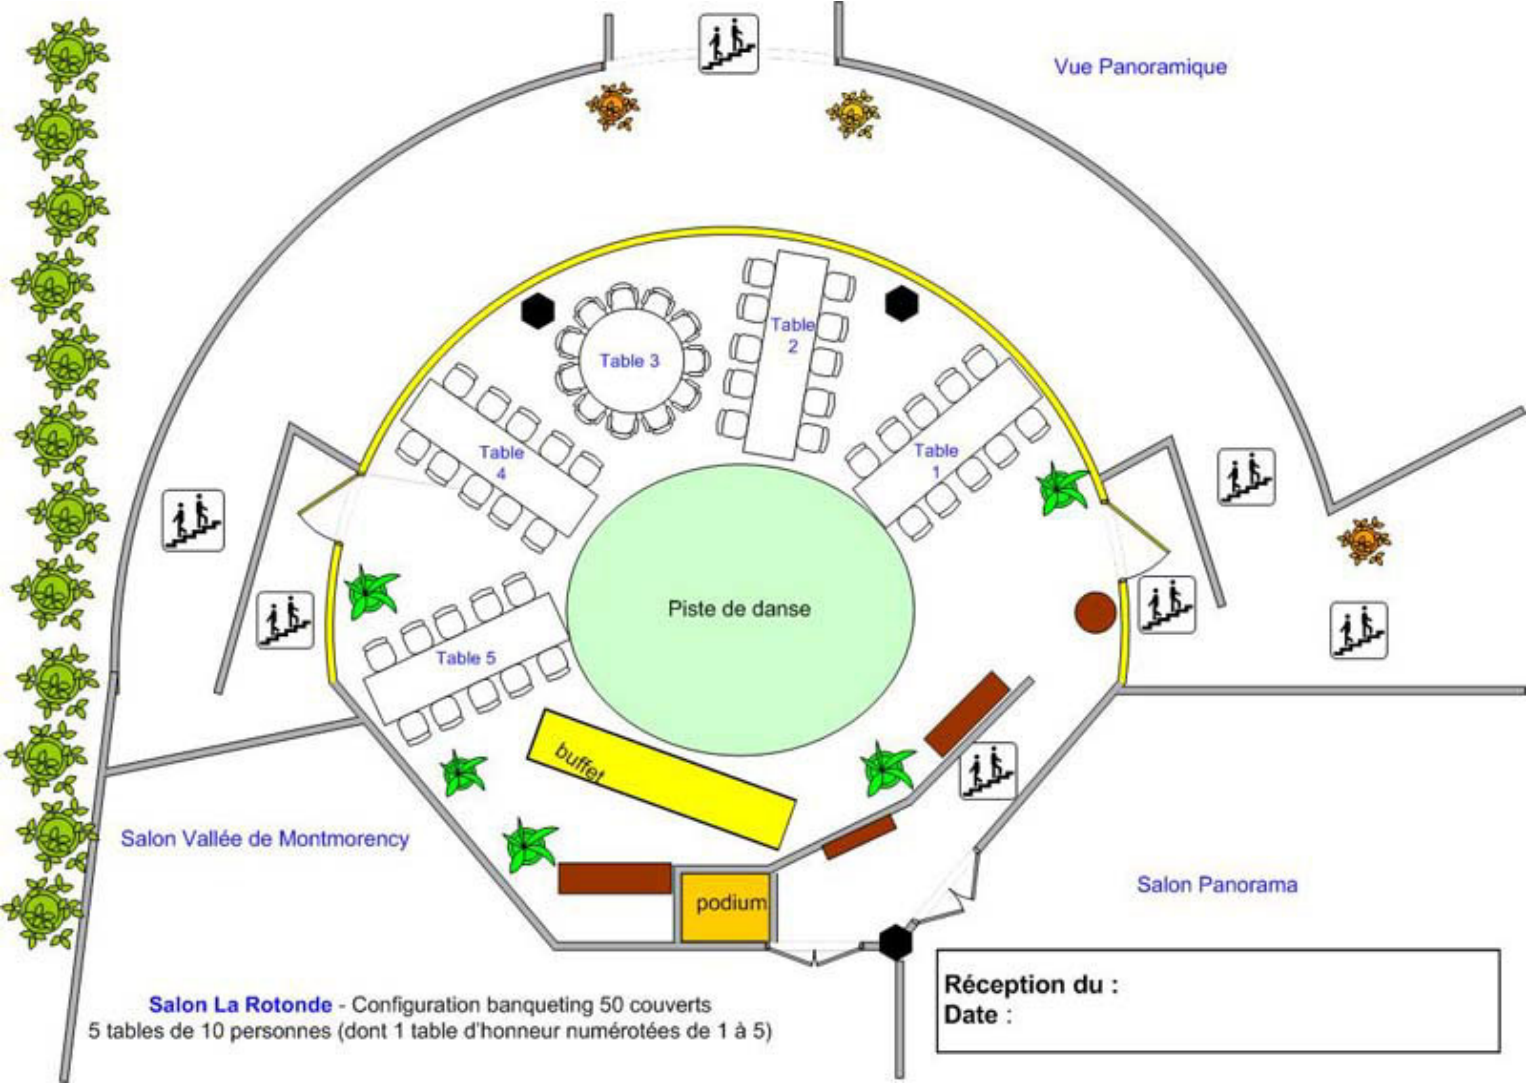 Vue Panoramique
Table
2
Table 3
Table
1
Table
4
Piste de danse
Table 5
buffet
Salon Vallée de Montmorency
Salon Panorama
podium
Réception du :
Date :
Salon La Rotonde - Configuration banqueting 50 couverts
5 tables de 10 personnes (dont 1 table d'honneur numérotées de 1 à 5)